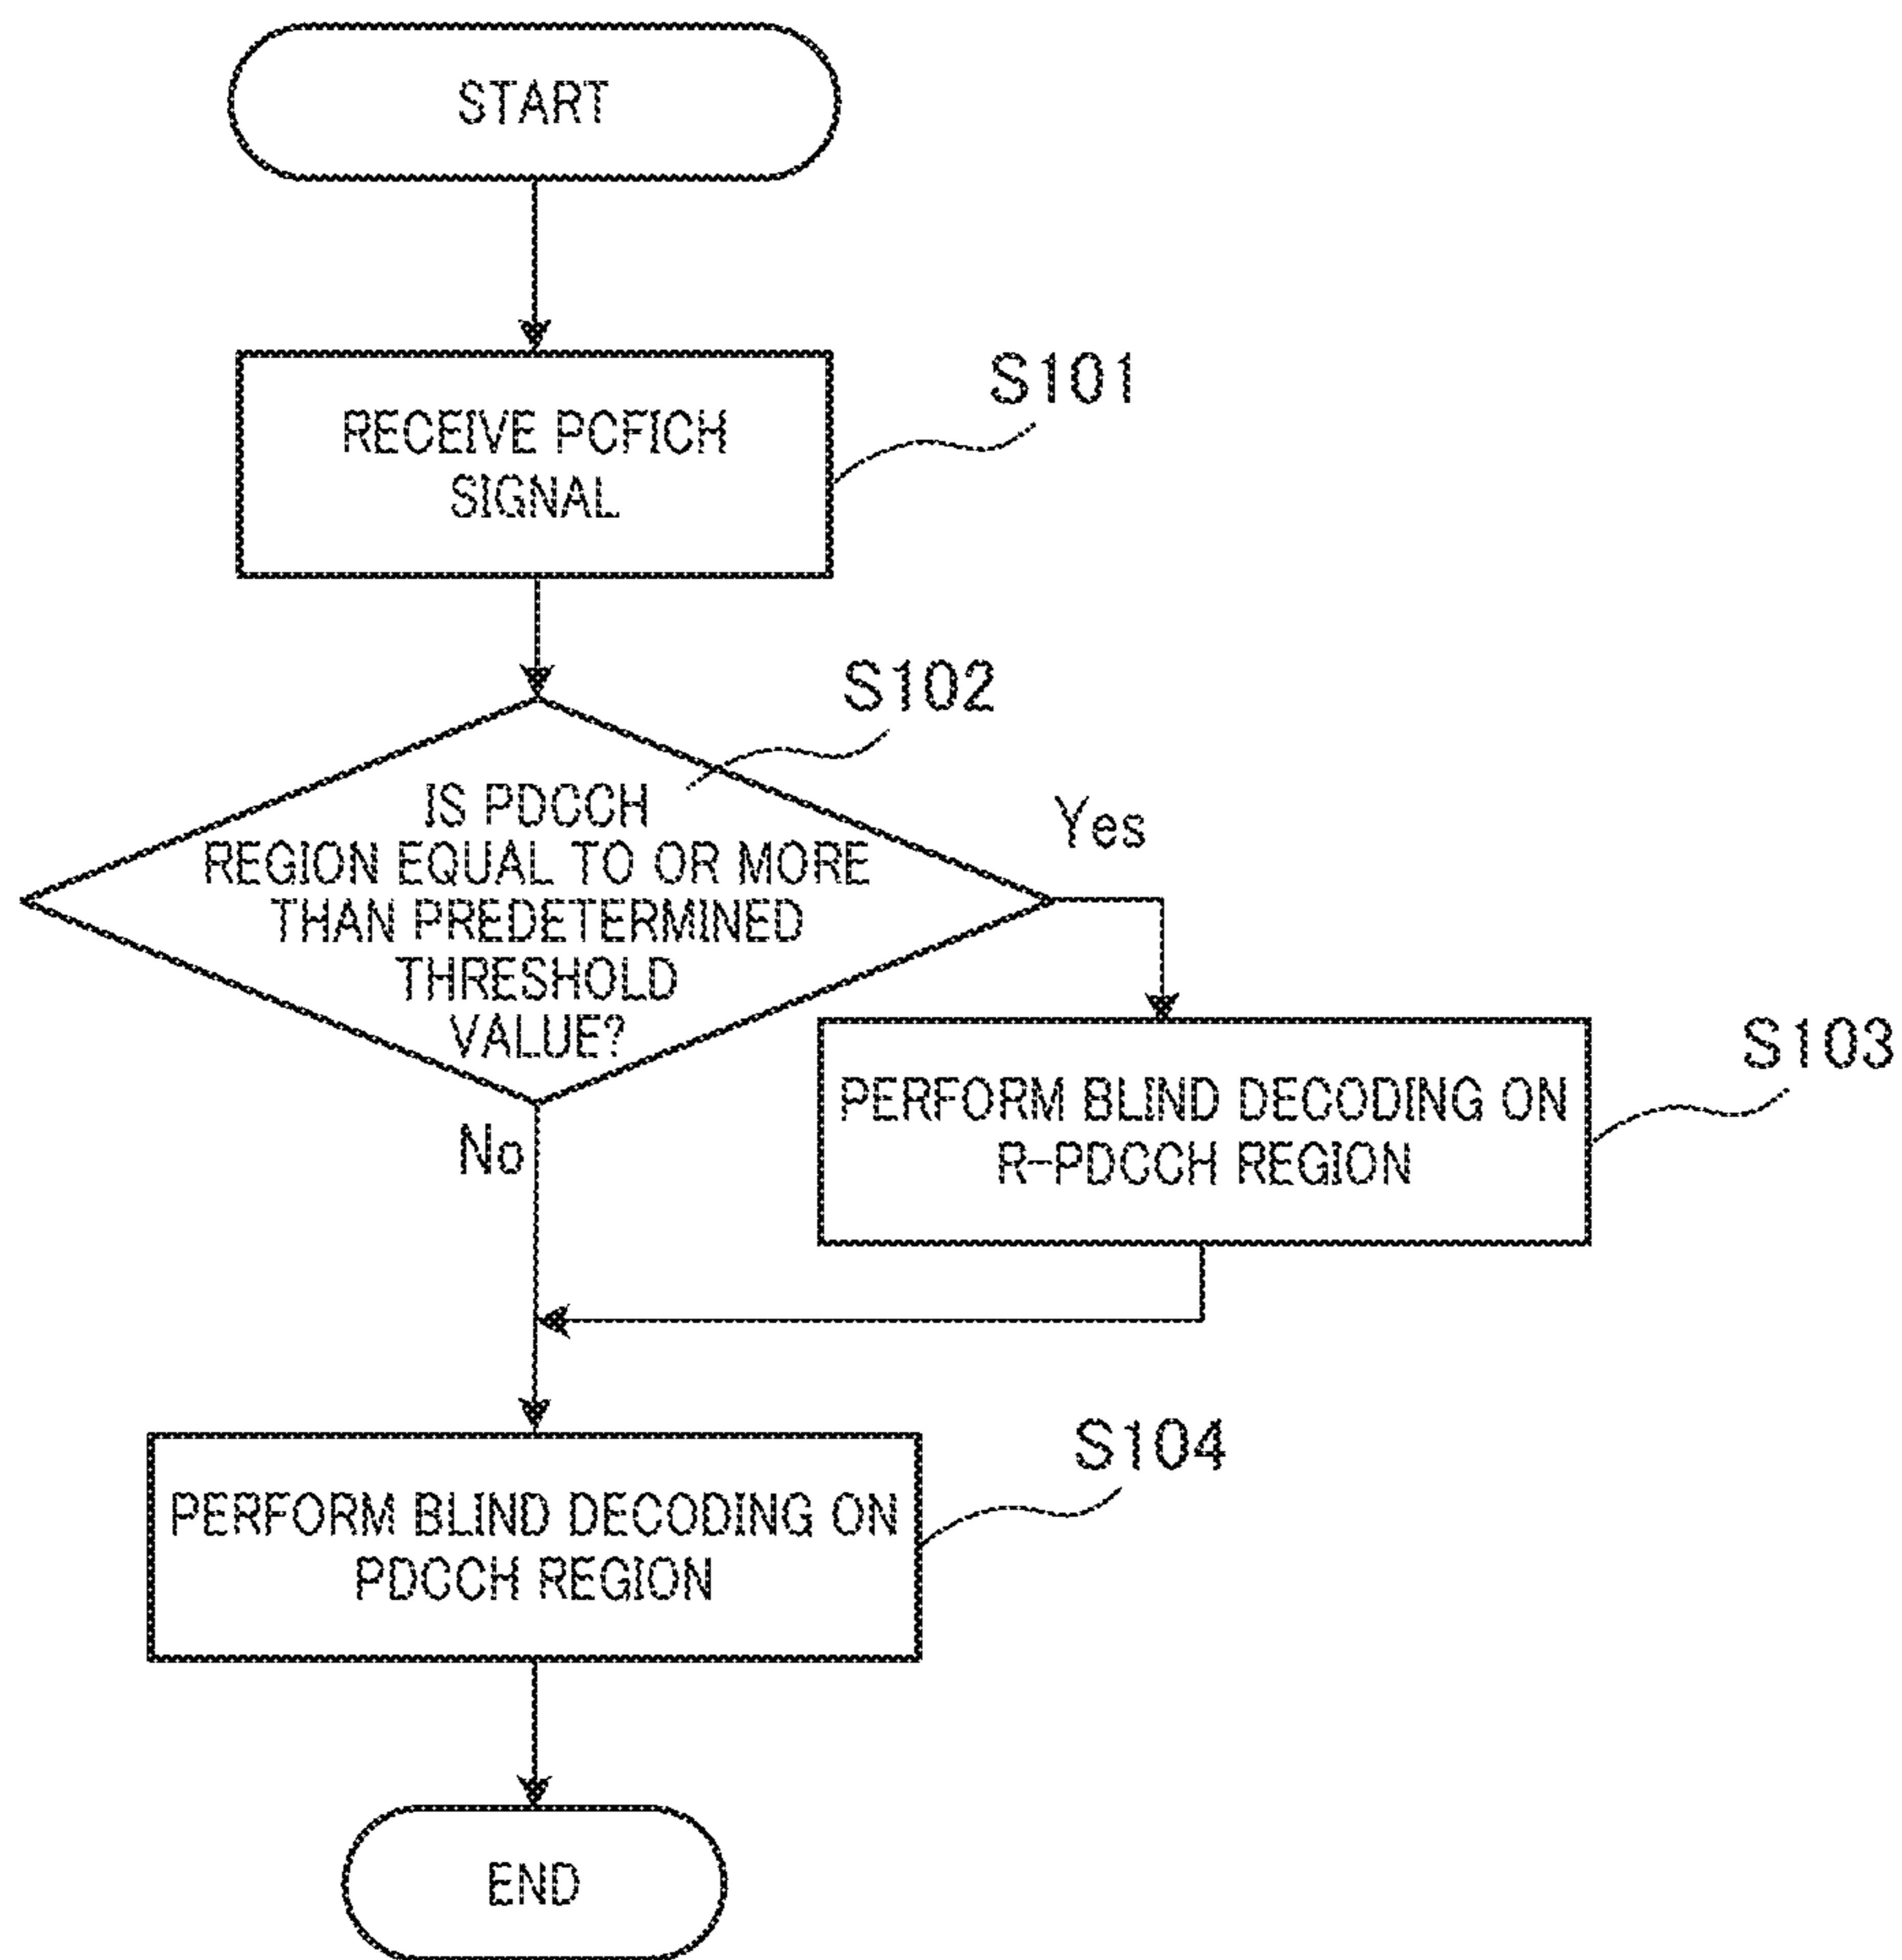 START
RECEIVE PCFICH
SIGNAL
S101
S102
IS PDCCH
REGION EQUAL TO OR MORE
THAN PREDETERMINED
THRESHOLD
VALUE?
Yes
No
PERFORM BLIND DECODING ON
R-PDCCH REGION
S103
PERFORM BLIND DECODING ON
PDCCH REGION
S104
END